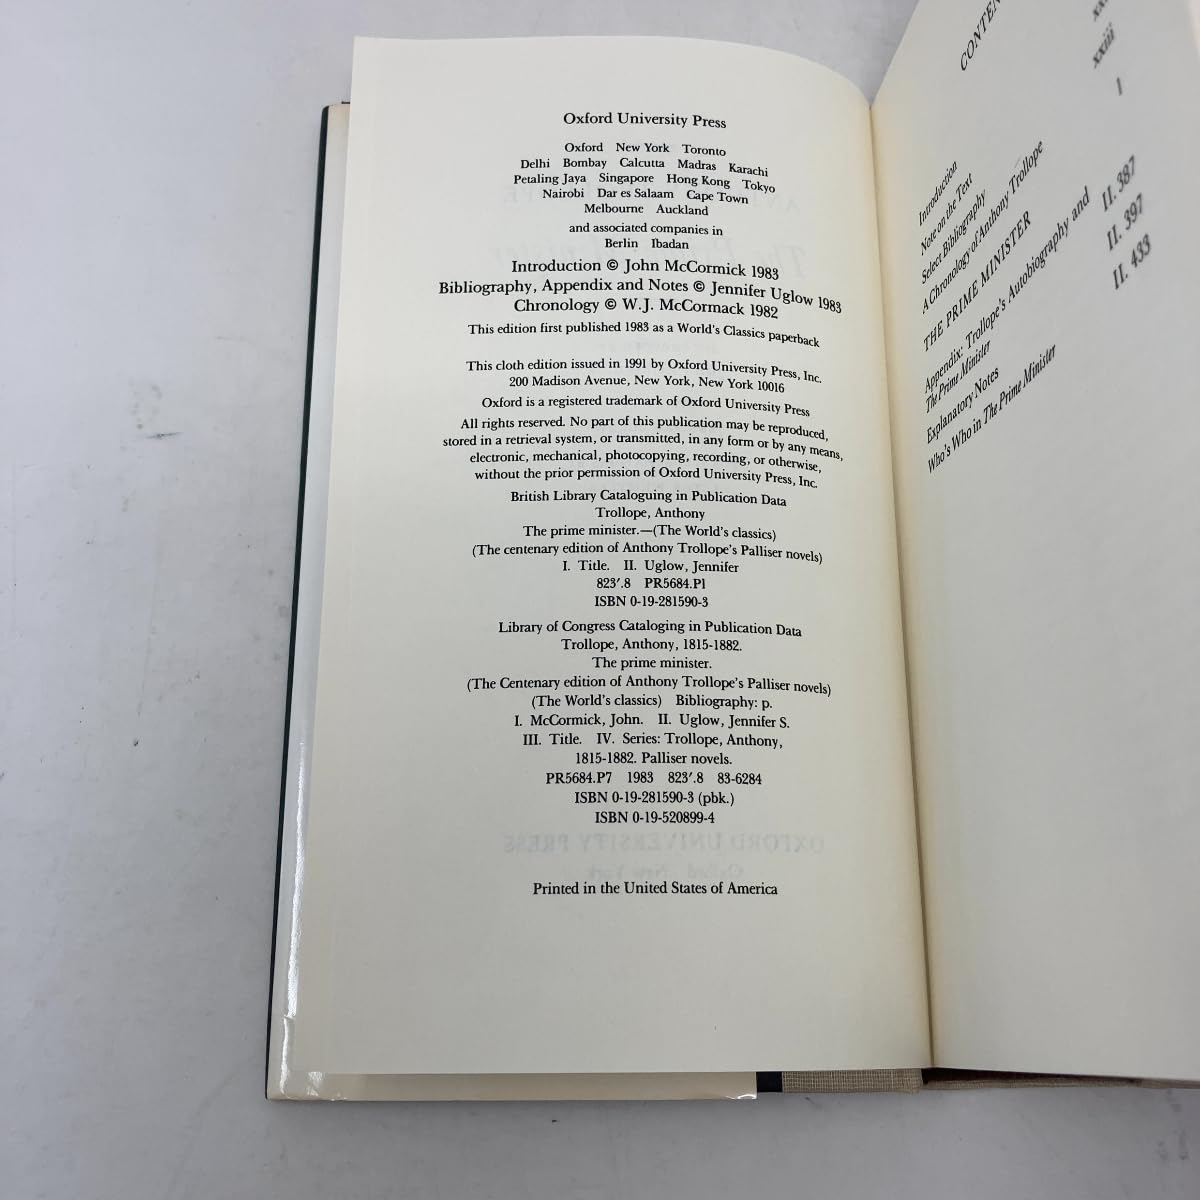 Oxford University Press
Oxford New York Toronto
Delhi Bombay Calcutta Madras Karachi
Petaling Jaya Singapore Hong Kong Tokyo
Nairobi Dar es Salaam Cape Town
Melbourne Auckland
and associated companies in
Berlin Ibadan
Introduction © John McCormick 1983
Bibliography, Appendix and Notes © Jennifer Uglow 1983
Chronology © W.J. McCormack 1982
This edition first published 1983 as a World's Classics paperback
This cloth edition issued in 1991 by Oxford University Press, Inc.
200 Madison Avenue, New York, New York 10016
Oxford is a registered trademark of Oxford University Press
All rights reserved. No part of this publication may be reproduced,
stored in a retrieval system, or transmitted, in any form or by any means,
electronic, mechanical, photocopying, recording, or otherwise,
without the prior permission of Oxford University Press, Inc.
British Library Cataloguing in Publication Data
Trollope, Anthony
The prime minister.—(The World's classics)
(The centenary edition of Anthony Trollope's Palliser novels)
I. Title. II. Uglow, Jennifer
823'.8 PR5684.P1
ISBN 0-19-281590-3
Library of Congress Cataloging in Publication Data
Trollope, Anthony, 1815-1882.
The prime minister.
(The Centenary edition of Anthony Trollope's Palliser novels)
(The World's classics) Bibliography: p.
I. McCormick, John. II. Uglow, Jennifer S.
III. Title. IV. Series: Trollope, Anthony,
1815-1882. Palliser novels.
PR5684.P7 1983 823'.8 83-6284
ISBN 0-19-281590-3 (pbk.)
ISBN 0-19-520899-4
Printed in the United States of America
Introduction
Note on the Text
Select Bibliography
A Chronology of Anthony Trollope xxiii
THE PRIME MINISTER 1
Appendix: Trollope's Autobiography and
The Prime Minister II. 387
Explanatory Notes II. 397
Who's Who in The Prime Minister II. 433